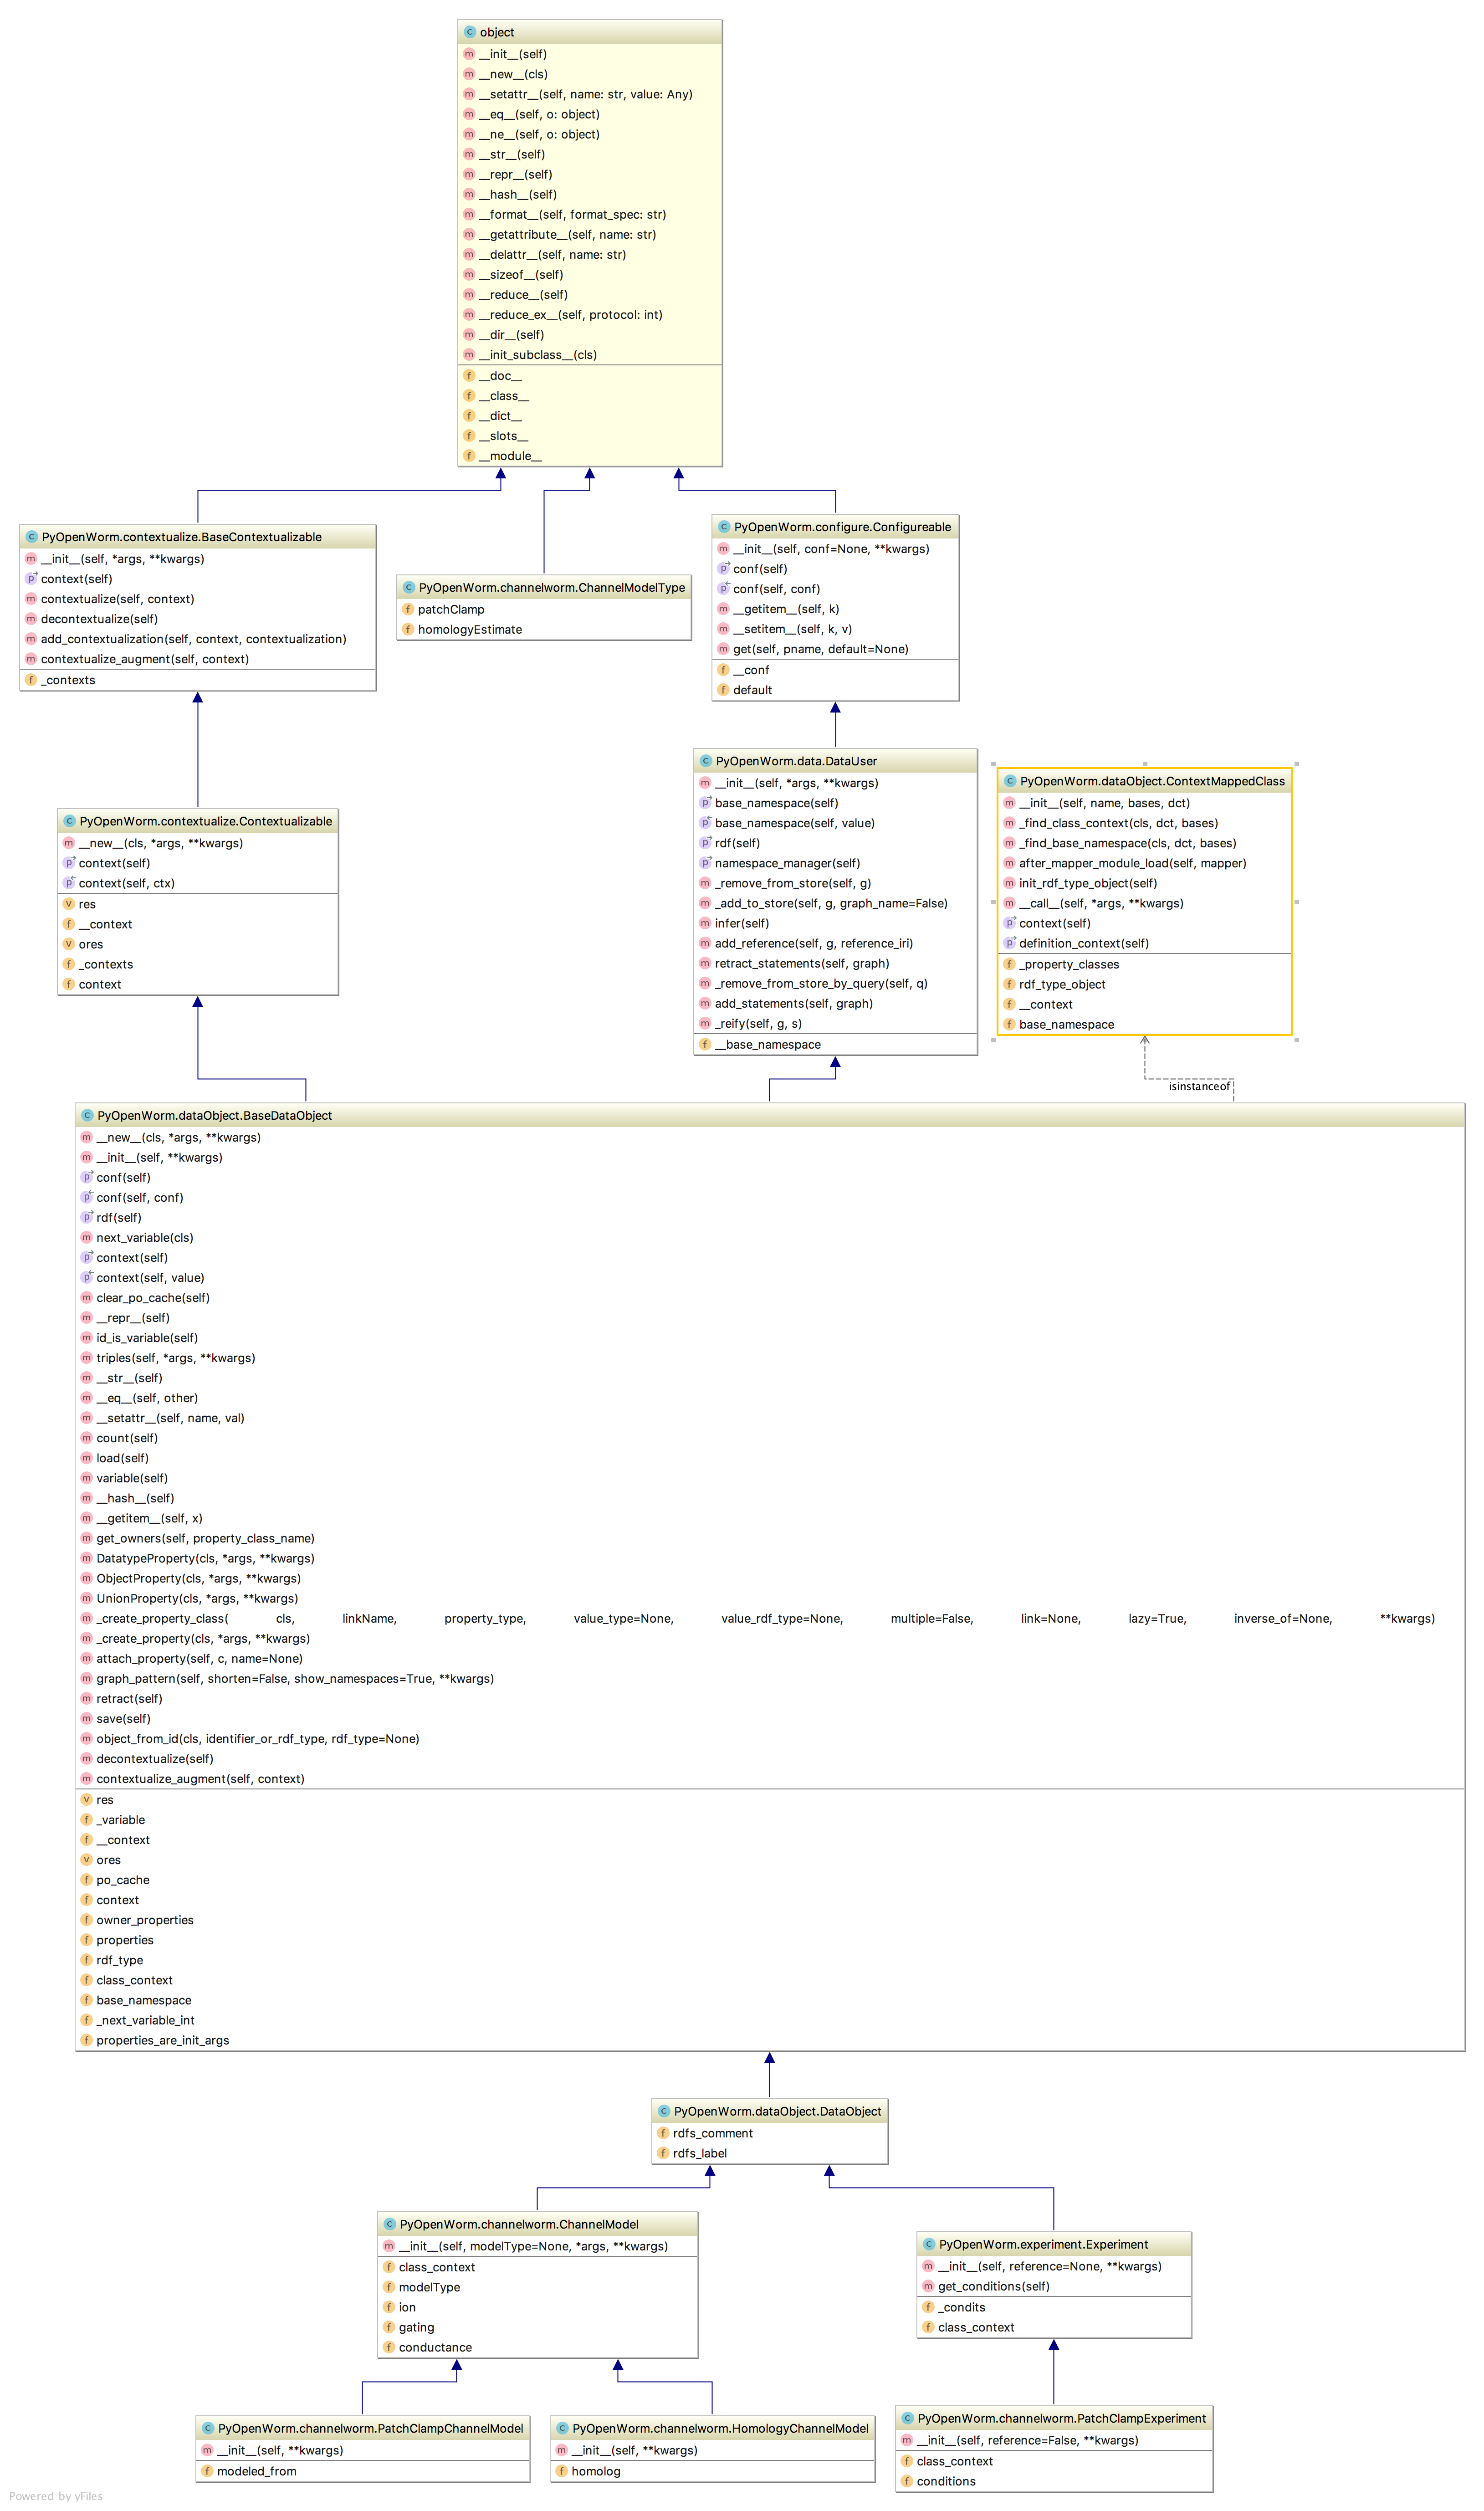 object
__init__(self)
__new__(cls)
__setattr__(self, name: str, value: Any)
__eq__(self, o: object)
__ne__(self, o: object)
__str__(self)
__repr__(self)
__hash__(self)
__format__(self, format_spec: str)
__getattribute__(self, name: str)
__delattr__(self, name: str)
__sizeof__(self)
__reduce__(self)
__reduce_ex__(self, protocol: int)
__dir__(self)
__init_subclass__(cls)
__doc__
__class__
__dict__
__slots__
__module__
PyOpenWorm.contextualize.BaseContextualizable
__init__(self, *args, **kwargs)
context(self)
contextualize(self, context)
decontextualize(self)
add_contextualization(self, context, contextualization)
contextualize_augment(self, context)
_contexts
PyOpenWorm.channelworm.ChannelModelType
patchClamp
homologyEstimate
PyOpenWorm.configure.Configureable
__init__(self, conf=None, **kwargs)
conf(self)
conf(self, conf)
__getitem__(self, k)
__setitem__(self, k, v)
get(self, pname, default=None)
__conf
default
PyOpenWorm.contextualize.Contextualizable
__new__(cls, *args, **kwargs)
context(self)
context(self, ctx)
res
__context
ores
_contexts
context
PyOpenWorm.data.DataUser
__init__(self, *args, **kwargs)
base_namespace(self)
base_namespace(self, value)
rdf(self)
namespace_manager(self)
_remove_from_store(self, g)
_add_to_store(self, g, graph_name=False)
infer(self)
add_reference(self, g, reference_iri)
retract_statements(self, graph)
_remove_from_store_by_query(self, q)
add_statements(self, graph)
_reify(self, g, s)
__base_namespace
PyOpenWorm.dataObject.ContextMappedClass
__init__(self, name, bases, dct)
_find_class_context(cls, dct, bases)
_find_base_namespace(cls, dct, bases)
after_mapper_module_load(self, mapper)
init_rdf_type_object(self)
__call__(self, *args, **kwargs)
context(self)
definition_context(self)
_property_classes
rdf_type_object
__context
base_namespace
isinstanceof
PyOpenWorm.dataObject.BaseDataObject
__new__(cls, *args, **kwargs)
__init__(self, **kwargs)
conf(self)
conf(self, conf)
rdf(self)
next_variable(cls)
context(self)
context(self, value)
clear_po_cache(self)
__repr__(self)
id_is_variable(self)
triples(self, *args, **kwargs)
__str__(self)
__eq__(self, other)
__setattr__(self, name, val)
count(self)
load(self)
variable(self)
__hash__(self)
__getitem__(self, x)
get_owners(self, property_class_name)
DatatypeProperty(cls, *args, **kwargs)
ObjectProperty(cls, *args, **kwargs)
UnionProperty(cls, *args, **kwargs)
_create_property_class( cls, linkName, property_type, value_type=None, value_rdf_type=None, multiple=False, link=None, lazy=True, inverse_of=None, **kwargs)
_create_property(cls, *args, **kwargs)
attach_property(self, c, name=None)
graph_pattern(self, shorten=False, show_namespaces=True, **kwargs)
retract(self)
save(self)
object_from_id(cls, identifier_or_rdf_type, rdf_type=None)
decontextualize(self)
contextualize_augment(self, context)
res
_variable
__context
ores
po_cache
context
owner_properties
properties
rdf_type
class_context
base_namespace
_next_variable_int
properties_are_init_args
PyOpenWorm.dataObject.DataObject
rdfs_comment
rdfs_label
PyOpenWorm.channelworm.ChannelModel
__init__(self, modelType=None, *args, **kwargs)
class_context
modelType
ion
gating
conductance
PyOpenWorm.experiment.Experiment
__init__(self, reference=None, **kwargs)
get_conditions(self)
_condits
class_context
PyOpenWorm.channelworm.PatchClampChannelModel
__init__(self, **kwargs)
modeled_from
PyOpenWorm.channelworm.HomologyChannelModel
__init__(self, **kwargs)
homolog
PyOpenWorm.channelworm.PatchClampExperiment
__init__(self, reference=False, **kwargs)
class_context
conditions
Powered by yFiles